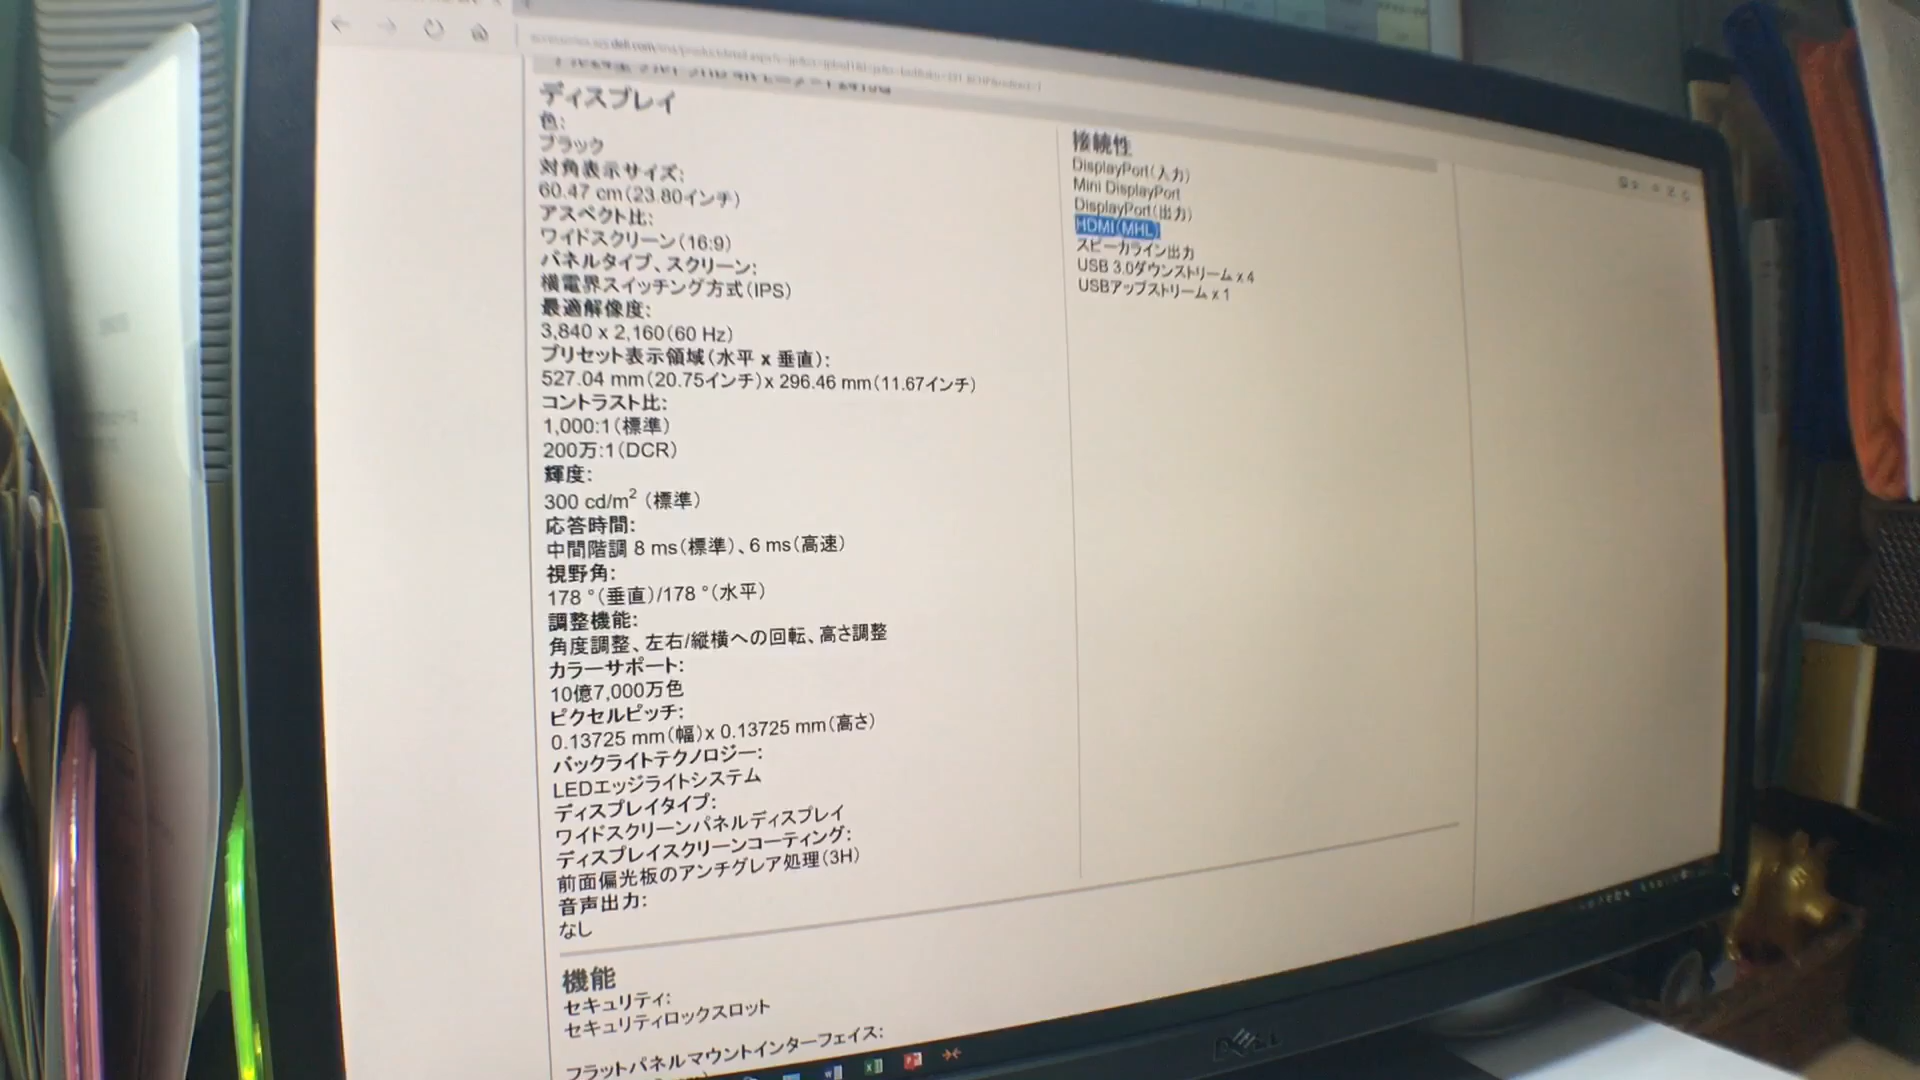 ディスプレイ
色:
ブラック
対角表示サイズ:
60.47 cm(23.80インチ)
アスペクト比:
ワイドスクリーン(16:9)
パネルタイプ、スクリーン:
横電界スイッチング方式(IPS)
最適解像度:
3,840 x 2,160(60 Hz)
プリセット表示領域(水平 x 垂直):
527.04 mm(20.75インチ)x 296.46 mm(11.67インチ)
コントラスト比:
1,000:1(標準)
200万:1(DCR)
輝度:
300 cd/m² (標準)
応答時間:
中間階調 8 ms(標準)、6 ms(高速)
視野角:
178 °(垂直)/178 °(水平)
調整機能:
角度調整、左右/縦横への回転、高さ調整
カラーサポート:
10億7,000万色
ピクセルピッチ:
0.13725 mm(幅)x 0.13725 mm(高さ)
バックライトテクノロジー:
LEDエッジライトシステム
ディスプレイタイプ:
ワイドスクリーンパネルディスプレイ
ディスプレイスクリーンコーティング:
前面偏光板のアンチグレア処理(3H)
音声出力:
なし
接続性
DisplayPort(入力)
Mini DisplayPort
DisplayPort(出力)
HDMI(MHL)
スピーカライン出力
USB 3.0ダウンストリーム x 4
USBアップストリーム x 1
機能
セキュリティ:
セキュリティロックスロット
フラットパネルマウントインターフェイス:
DELL